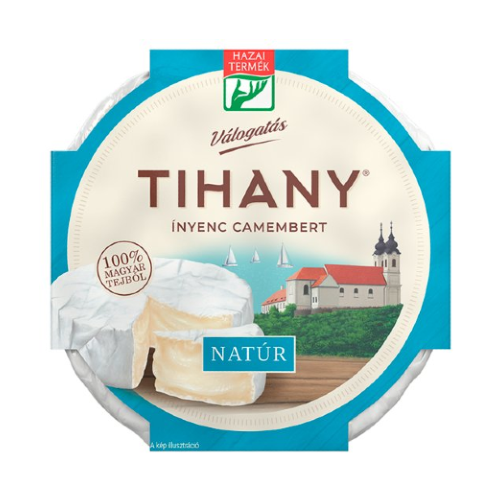 HAZAI
TERMÉK
Válogatás
TIHANY®
ÍNYENC CAMEMBERT
100%
MAGYAR
TEJBŐL
NATÚR
A kép illusztráció